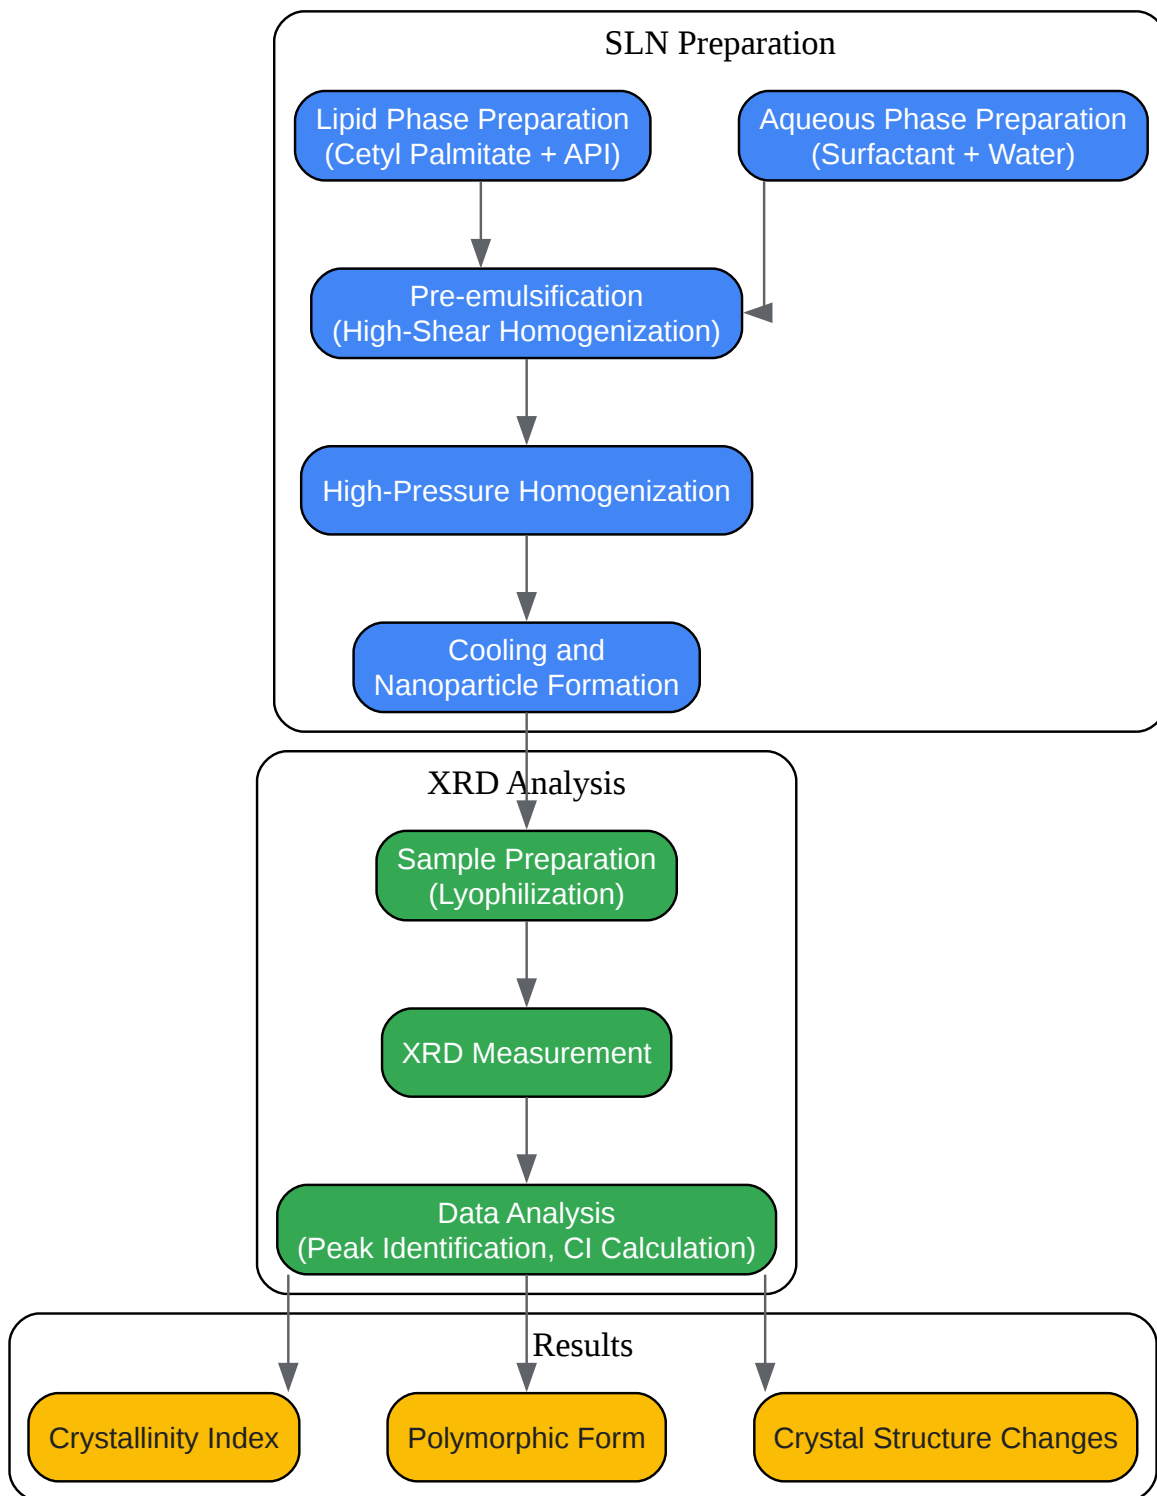 SLN Preparation
Lipid Phase Preparation
(Cetyl Palmitate + API)
Aqueous Phase Preparation
(Surfactant + Water)
Pre-emulsification
(High-Shear Homogenization)
High-Pressure Homogenization
Cooling and
Nanoparticle Formation
XRD Analysis
Sample Preparation
(Lyophilization)
XRD Measurement
Data Analysis
(Peak Identification, CI Calculation)
Results
Crystallinity Index
Polymorphic Form
Crystal Structure Changes